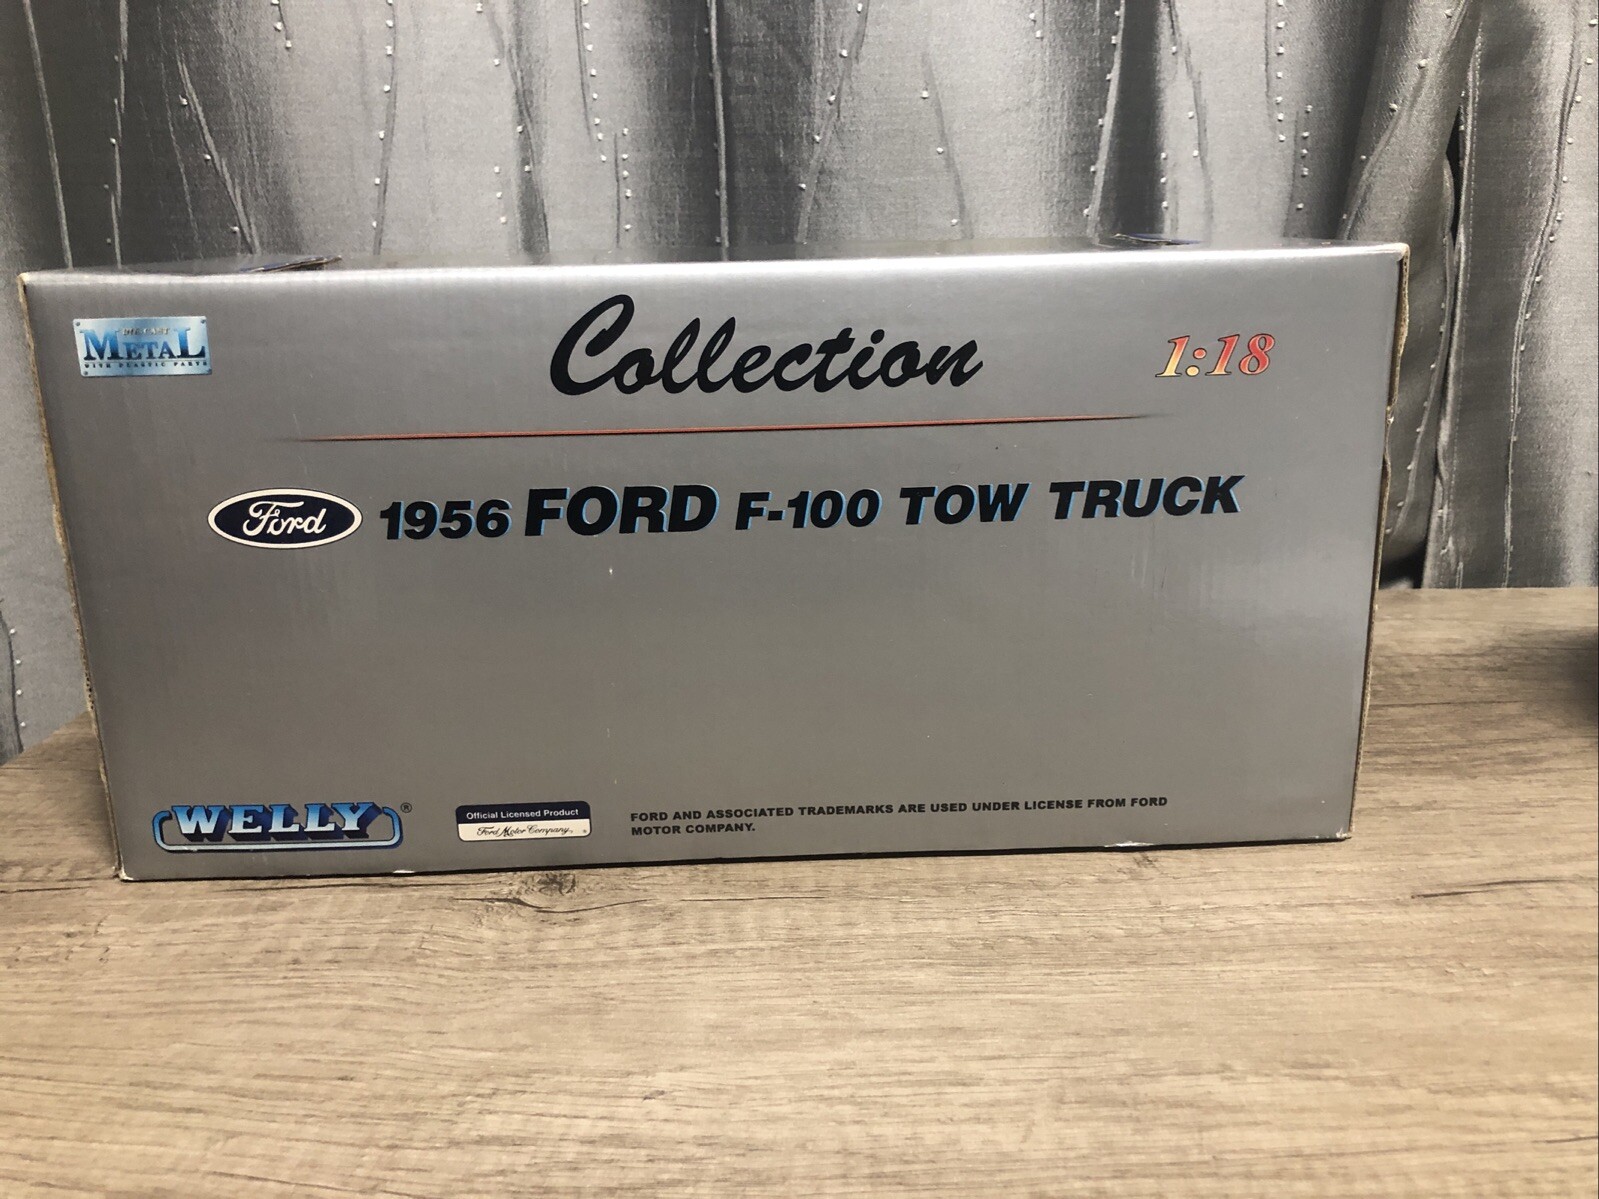 DIE CAST
METAL
WITH PLASTIC PARTS
Collection
1:18
Ford
1956 FORD F-100 TOW TRUCK
WELLY®
Official Licensed Product
Ford Motor Company®
FORD AND ASSOCIATED TRADEMARKS ARE USED UNDER LICENSE FROM FORD
MOTOR COMPANY.